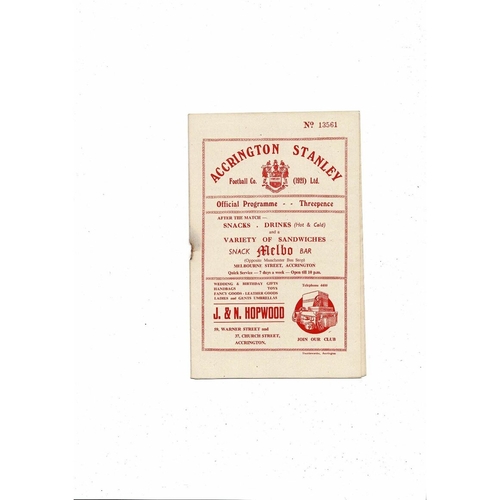 Nº 13561
ACCRINGTON STANLEY
Football Co. (1921) Ltd.
Official Programme - - Threepence
AFTER THE MATCH —
SNACKS . DRINKS (Hot & Cold)
and a
VARIETY OF SANDWICHES
SNACK Melbo BAR
(Opposite Manchester Bus Stop)
MELBOURNE STREET, ACCRINGTON
Quick Service — 7 days a week — Open till 10 p.m.
WEDDING & BIRTHDAY GIFTS
HANDBAGS TOYS
FANCY GOODS - LEATHER GOODS
LADIES and GENTS UMBRELLAS
J. & N. HOPWOOD
WARNER STREET and
37, CHURCH STREET,
ACCRINGTON.
Telephone
JOIN OUR CLUB